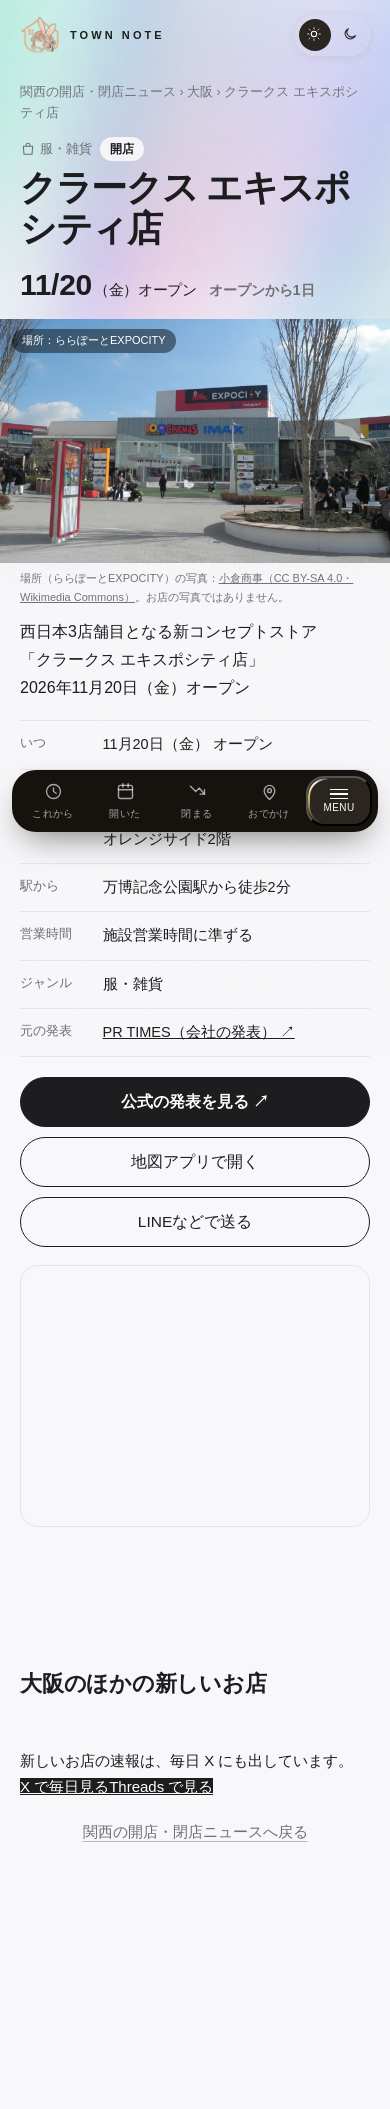 TOWN NOTE
関西の開店・閉店ニュース › 大阪 › クラークス エキスポシ
ティ店
服・雑貨 開店
クラークス エキスポ
シティ店
11/20（金）オープン オープンから1日
場所：ららぽーとEXPOCITY
EXPOCITY
109CINEMAS IMAX
場所（ららぽーとEXPOCITY）の写真：小倉商事（CC BY-SA 4.0・
Wikimedia Commons）。お店の写真ではありません。
西日本3店舗目となる新コンセプトストア
「クラークス エキスポシティ店」
2026年11月20日（金）オープン
いつ 11月20日（金） オープン
これから 開いた 閉まる おでかけ MENU
オレンジサイド2階
駅から 万博記念公園駅から徒歩2分
営業時間 施設営業時間に準ずる
ジャンル 服・雑貨
元の発表 PR TIMES（会社の発表） ↗
公式の発表を見る ↗
地図アプリで開く
LINEなどで送る
大阪のほかの新しいお店
新しいお店の速報は、毎日 X にも出しています。
X で毎日見るThreads で見る
関西の開店・閉店ニュースへ戻る